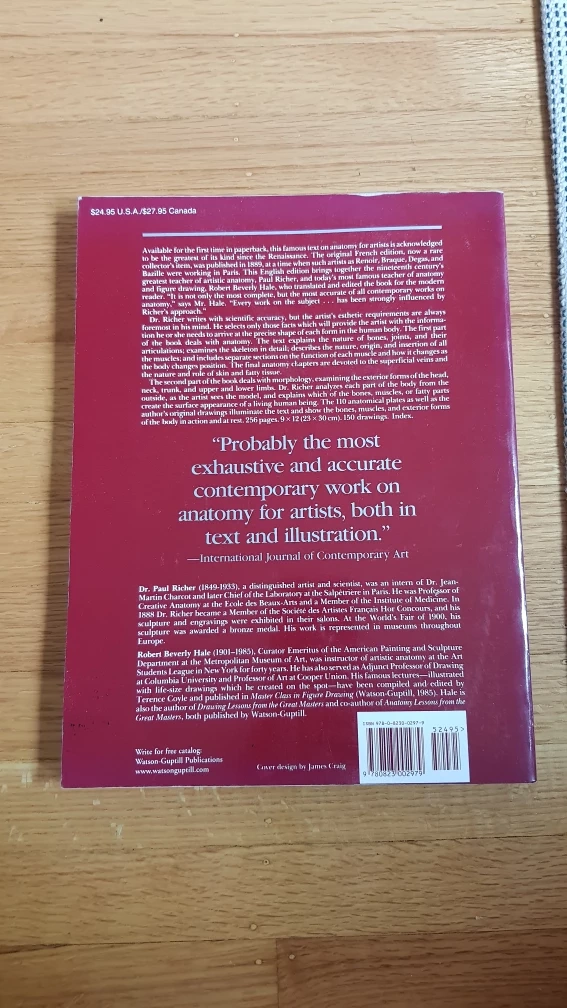 $24.95 U.S.A./$27.95 Canada
Available for the first time in paperback, this famous text on anatomy for artists is acknowledged
to be the greatest of its kind since the Renaissance. The original French edition, now a rare
collector's item, was published in 1889, at a time when such artists as Renoir, Braque, Degas, and
Bazille were working in Paris. This English edition brings together the nineteenth century's
greatest teacher of artistic anatomy, Paul Richer, and today's most famous teacher of anatomy
and figure drawing, Robert Beverly Hale, who translated and edited the book for the modern
reader. "It is not only the most complete, but the most accurate of all contemporary works on
anatomy," says Mr. Hale. "Every work on the subject . . . has been strongly influenced by
Richer's approach."
Dr. Richer writes with scientific accuracy, but the artist's esthetic requirements are always
foremost in his mind. He selects only those facts which will provide the artist with the informa-
tion he or she needs to arrive at the precise shape of each form in the human body. The first part
of the book deals with anatomy. The text explains the nature of bones, joints, and their
articulations; examines the skeleton in detail; describes the nature, origin, and insertion of all
the muscles; and includes separate sections on the function of each muscle and how it changes as
the body changes position. The final anatomy chapters are devoted to the superficial veins and
the nature and role of skin and fatty tissue.
The second part of the book deals with morphology, examining the exterior forms of the head,
neck, trunk, and upper and lower limbs. Dr. Richer analyzes each part of the body from the
outside, as the artist sees the model, and explains which of the bones, muscles, or fatty parts
create the surface appearance of a living human being. The 110 anatomical plates as well as the
author's original drawings illuminate the text and show the bones, muscles, and exterior forms
of the body in action and at rest. 256 pages. 9 × 12 (23 × 30 cm). 150 drawings. Index.
"Probably the most
exhaustive and accurate
contemporary work on
anatomy for artists, both in
text and illustration."
—International Journal of Contemporary Art
Dr. Paul Richer (1849-1933), a distinguished artist and scientist, was an intern of Dr. Jean-
Martin Charcot and later Chief of the Laboratory at the Salpêtrière in Paris. He was Professor of
Creative Anatomy at the Ecole des Beaux-Arts and a Member of the Institute of Medicine. In
1888 Dr. Richer became a Member of the Société des Artistes Français Hor Concours, and his
sculpture and engravings were exhibited in their salons. At the World's Fair of 1900, his
sculpture was awarded a bronze medal. His work is represented in museums throughout
Europe.
Robert Beverly Hale (1901–1985), Curator Emeritus of the American Painting and Sculpture
Department at the Metropolitan Museum of Art, was instructor of artistic anatomy at the Art
Students League in New York for forty years. He has also served as Adjunct Professor of Drawing
at Columbia University and Professor of Art at Cooper Union. His famous lectures—illustrated
with life-size drawings which he created on the spot—have been compiled and edited by
Terence Coyle and published in Master Class in Figure Drawing (Watson-Guptill, 1985). Hale is
also the author of Drawing Lessons from the Great Masters and co-author of Anatomy Lessons from the
Great Masters, both published by Watson-Guptill.
Write for free catalog:
Watson-Guptill Publications
www.watsonguptill.com
Cover design by James Craig
ISBN 978-0-8230-0297-9
52495>
9 780823 002979